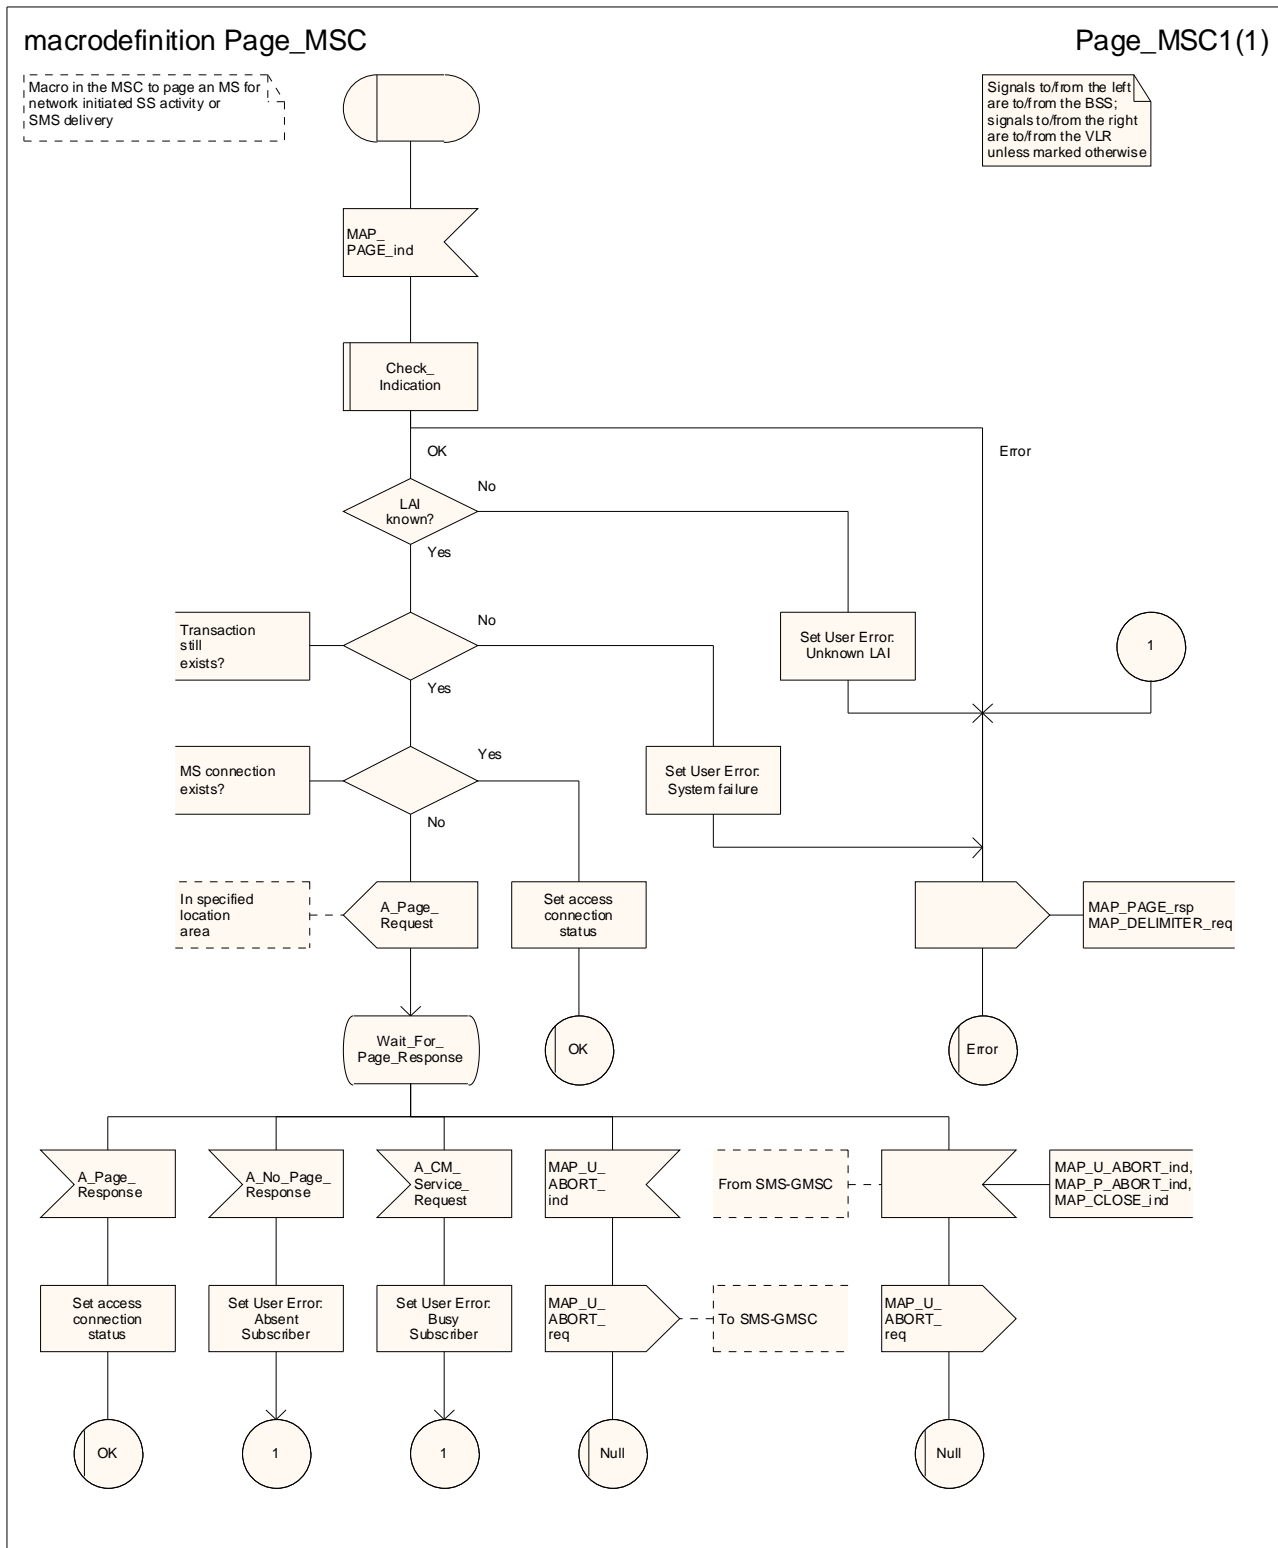 macrodefinition Page_MSC
Page_MSC1(1)
Macro in the MSC to page an MS for
network initiated SS activity or
SMS delivery
Signals to/from the left
are to/from the BSS;
signals to/from the right
are to/from the VLR
unless marked otherwise
MAP_
PAGE_ind
Check_
Indication
OK
Error
No
LAI
known?
Yes
Transaction
still
exists?
No
Set User Error:
Unknown LAI
1
Yes
MS connection
exists?
Yes
Set User Error:
System failure
No
In specified
location
area
A_Page_
Request
Set access
connection
status
MAP_PAGE_rsp
MAP_DELIMITER_req
Wait_For_
Page_Response
OK
Error
A_Page_
Response
A_No_Page_
Response
A_CM_
Service_
Request
MAP_U_
ABORT_
ind
From SMS-GMSC
MAP_U_ABORT_ind,
MAP_P_ABORT_ind,
MAP_CLOSE_ind
Set access
connection
status
Set User Error:
Absent
Subscriber
Set User Error:
Busy
Subscriber
MAP_U_
ABORT_
req
To SMS-GMSC
MAP_U_
ABORT_
req
OK
1
1
Null
Null